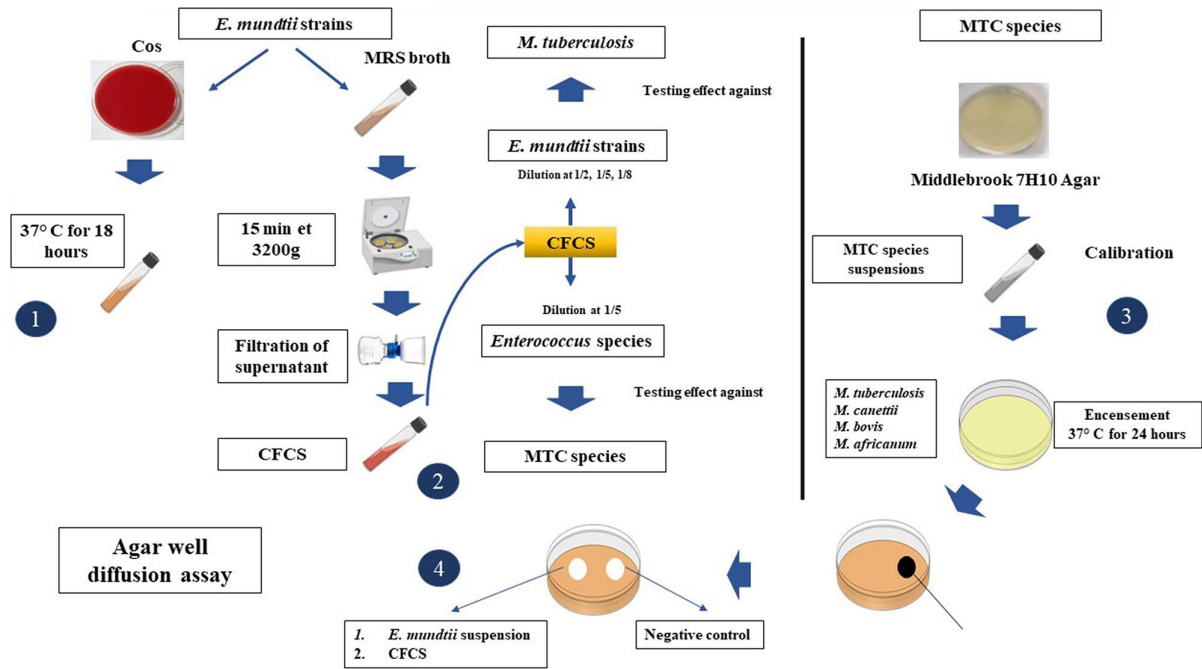 E. mundtii strains
Cos
MRS broth
37° C for 18
hours
1
15 min et
3200g
Filtration of
supernatant
CFCS
2
M. tuberculosis
Testing effect against
E. mundtii strains
Dilution at 1/2, 1/5, 1/8
CFCS
Dilution at 1/5
Enterococcus species
Testing effect against
MTC species
MTC species
Middlebrook 7H10 Agar
MTC species
suspensions
Calibration
3
M. tuberculosis
M. canettii
M. bovis
M. africanum
Encensement
37° C for 24 hours
Agar well
diffusion assay
4
1. E. mundtii suspension
2. CFCS
Negative control